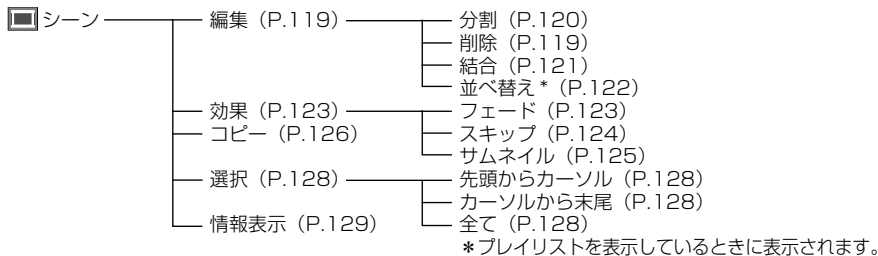 シーン 編集（P.119） 分割（P.120）
削除（P.119）
結合（P.121）
並べ替え*（P.122）
効果（P.123） フェード（P.123）
コピー（P.126） スキップ（P.124）
サムネイル（P.125）
選択（P.128） 先頭からカーソル（P.128）
カーソルから末尾（P.128）
情報表示（P.129） 全て（P.128）
*プレイリストを表示しているときに表示されます。